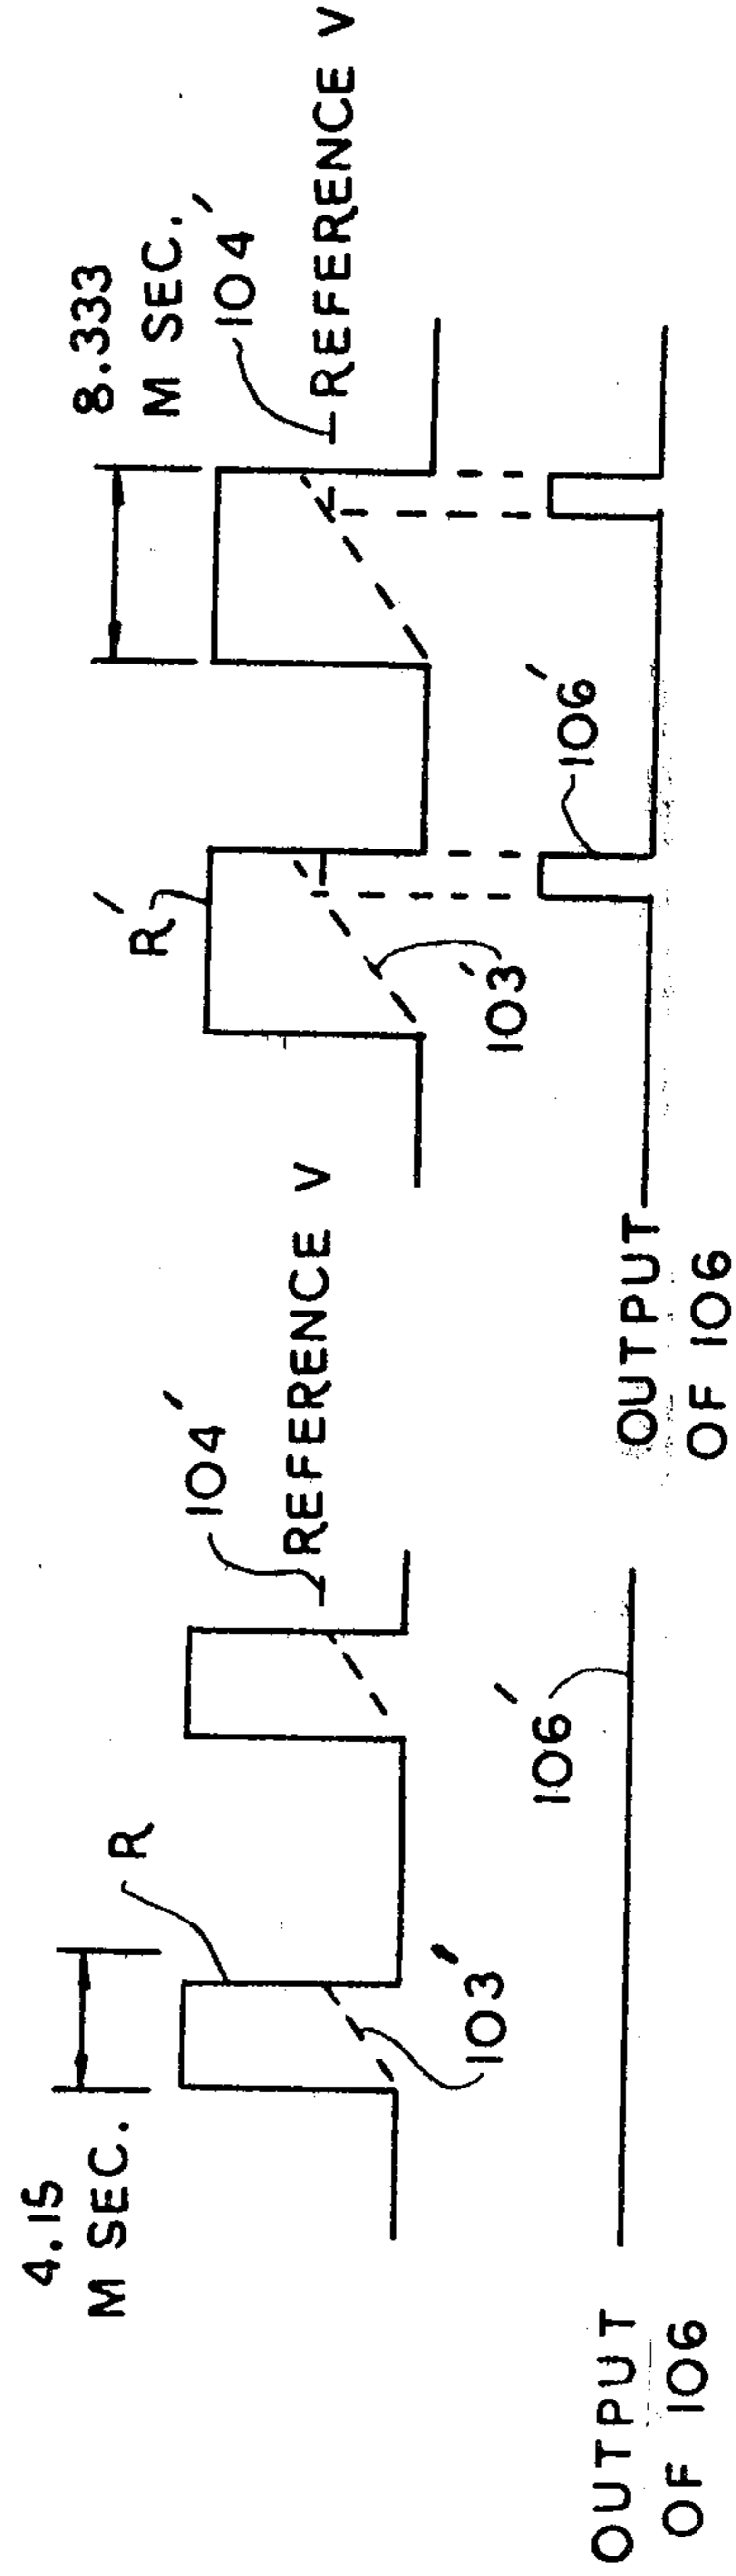 4.15
M SEC.
R
104'
REFERENCE V
103'
106'
OUTPUT
OF 106
8.333
M SEC.
R'
104'
REFERENCE V
103'
106'
OUTPUT
OF 106